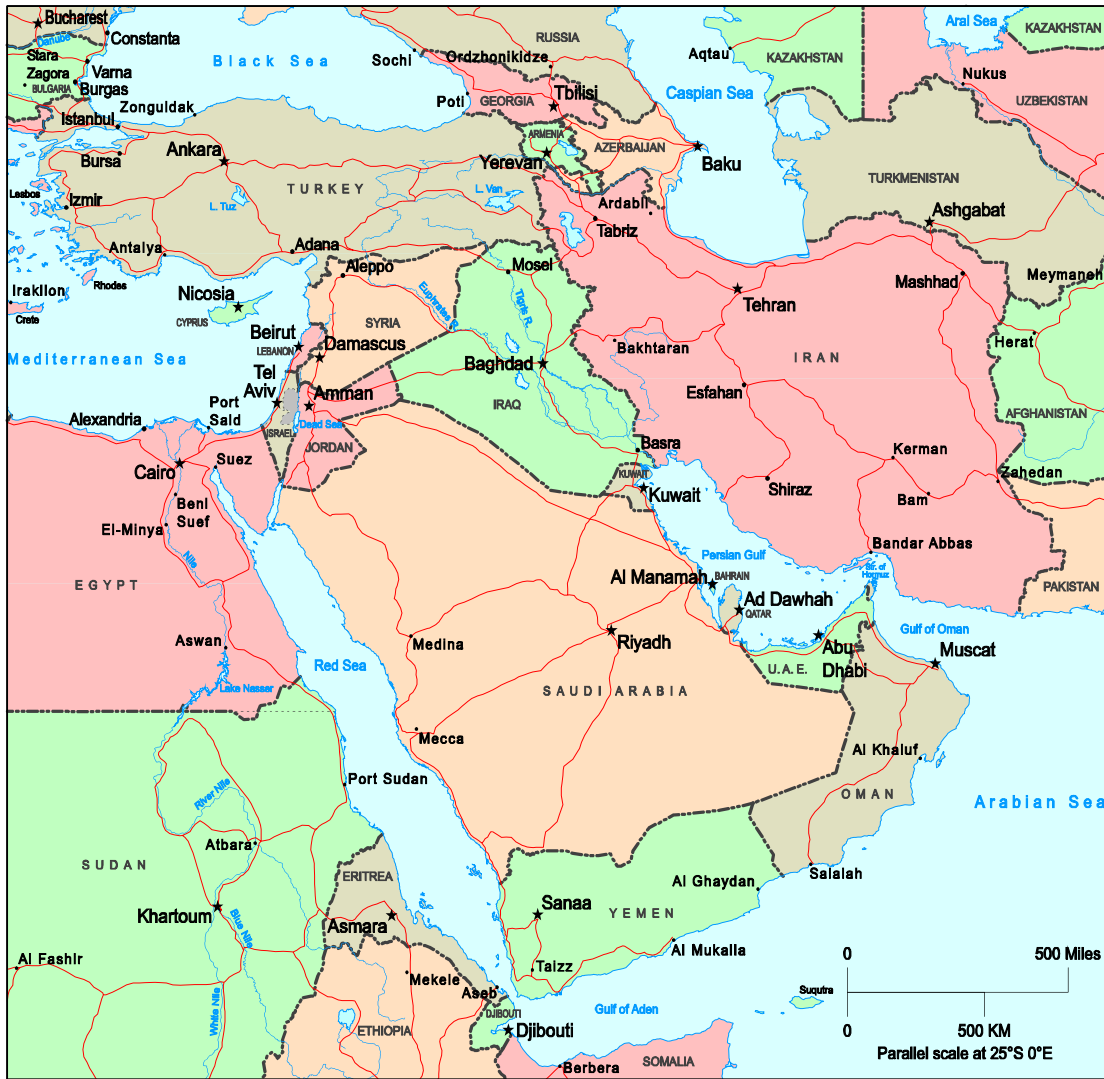 Bucharest
Danube
Constanta
Stara
Zagora
Varna
BULGARIA
Burgas
Black Sea
Sochi
Ordzhonikidze
RUSSIA
Aqtau
KAZAKHSTAN
Aral Sea
KAZAKHSTAN
Nukus
UZBEKISTAN
Zonguldak
Istanbul
Poti
GEORGIA
Tbilisi
Caspian Sea
ARMENIA
AZERBAIJAN
Yerevan
Baku
Bursa
Ankara
TURKEY
L. Van
L. Tuz
TURKMENISTAN
Ashgabat
Lesbos
Izmir
Ardabil
Tabriz
Antalya
Adana
Rhodes
Iraklion
Crete
Nicosia
CYPRUS
Aleppo
Mosel
Euphrates R.
Tigris R.
SYRIA
Tehran
Mashhad
Meymaneh
Herat
Mediterranean Sea
Beirut
LEBANON
Damascus
Baghdad
Bakhtaran
IRAN
Esfahan
Tel
Aviv
Amman
IRAQ
AFGHANISTAN
Alexandria
Port
Said
ISRAEL
Dead Sea
JORDAN
Basra
Kerman
Zahedan
Cairo
Suez
KUWAIT
Kuwait
Shiraz
Bam
Beni
Suef
El-Minya
Nile
Bandar Abbas
Persian Gulf
Str. of
Hormuz
PAKISTAN
EGYPT
Al Manamah
BAHRAIN
Ad Dawhah
QATAR
Aswan
Medina
Riyadh
Abu
Dhabi
U.A.E.
Gulf of Oman
Muscat
Red Sea
Lake Nasser
SAUDI ARABIA
Mecca
Al Khaluf
Port Sudan
OMAN
Arabian Sea
River Nile
Atbara
SUDAN
ERITREA
Salalah
Al Ghaydan
Khartoum
Blue Nile
Asmara
Sanaa
YEMEN
Al Mukalla
Al Fashir
White Nile
Mekele
Aseb
Taizz
Suqutra
DJIBOUTI
Djibouti
Gulf of Aden
ETHIOPIA
SOMALIA
Berbera
0
500 Miles
0
500 KM
Parallel scale at 25°S 0°E